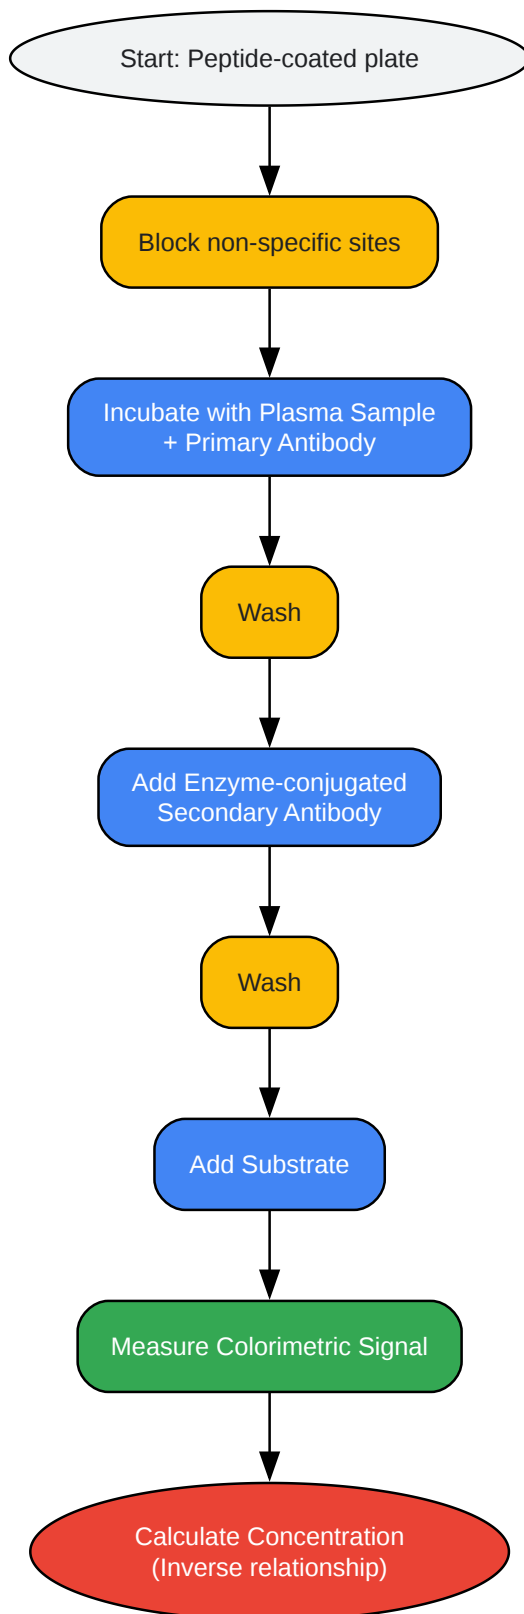 Start: Peptide-coated plate
Block non-specific sites
Incubate with Plasma Sample
+ Primary Antibody
Wash
Add Enzyme-conjugated
Secondary Antibody
Wash
Add Substrate
Measure Colorimetric Signal
Calculate Concentration
(Inverse relationship)